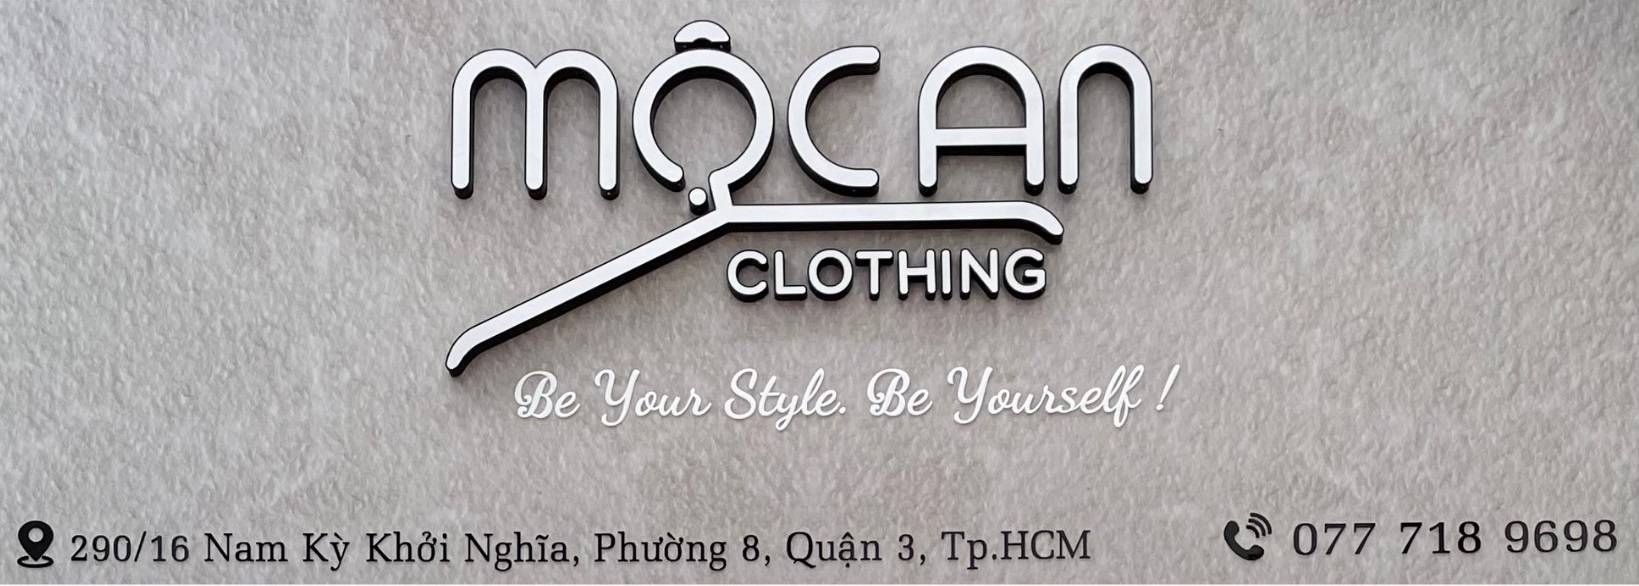 MỘC AN
CLOTHING
Be Your Style. Be Yourself !
290/16 Nam Kỳ Khởi Nghĩa, Phường 8, Quận 3, Tp.HCM
077 718 9698